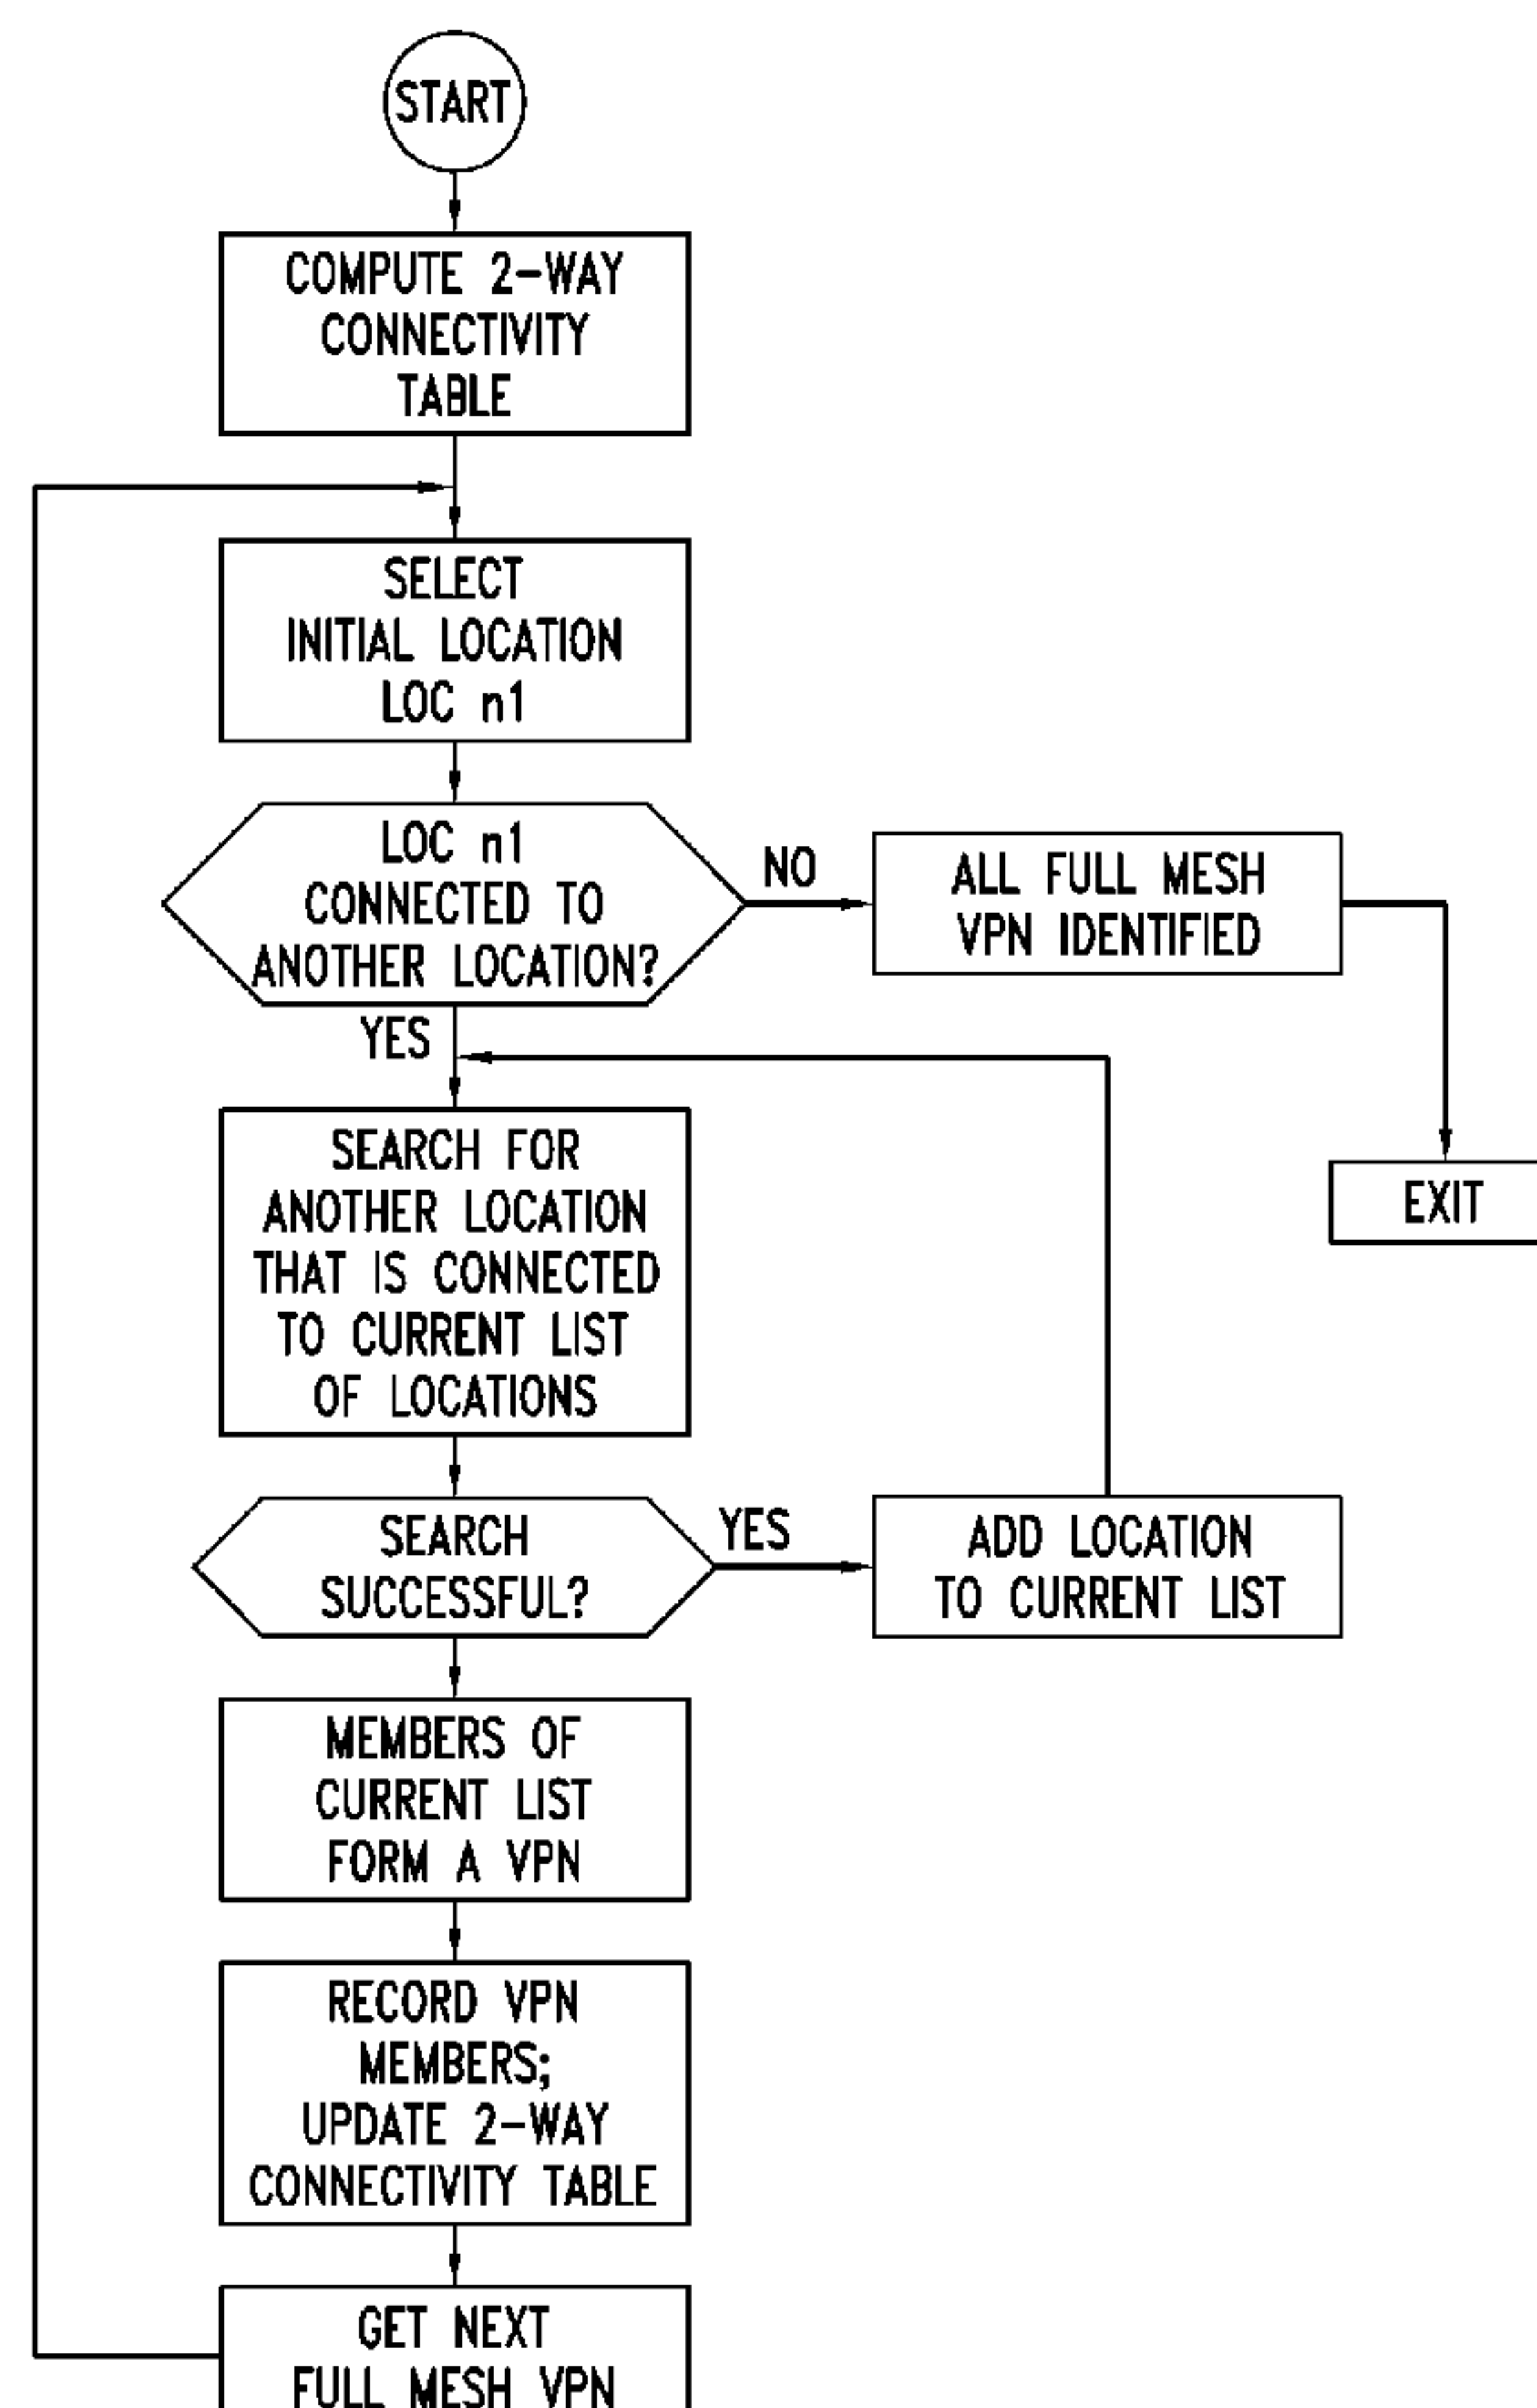 START
COMPUTE 2-WAY
CONNECTIVITY
TABLE
SELECT
INITIAL LOCATION
LOC n1
LOC n1
CONNECTED TO
ANOTHER LOCATION?
NO
ALL FULL MESH
VPN IDENTIFIED
YES
EXIT
SEARCH FOR
ANOTHER LOCATION
THAT IS CONNECTED
TO CURRENT LIST
OF LOCATIONS
SEARCH
SUCCESSFUL?
YES
ADD LOCATION
TO CURRENT LIST
MEMBERS OF
CURRENT LIST
FORM A VPN
RECORD VPN
MEMBERS;
UPDATE 2-WAY
CONNECTIVITY TABLE
GET NEXT
FULL MESH VPN